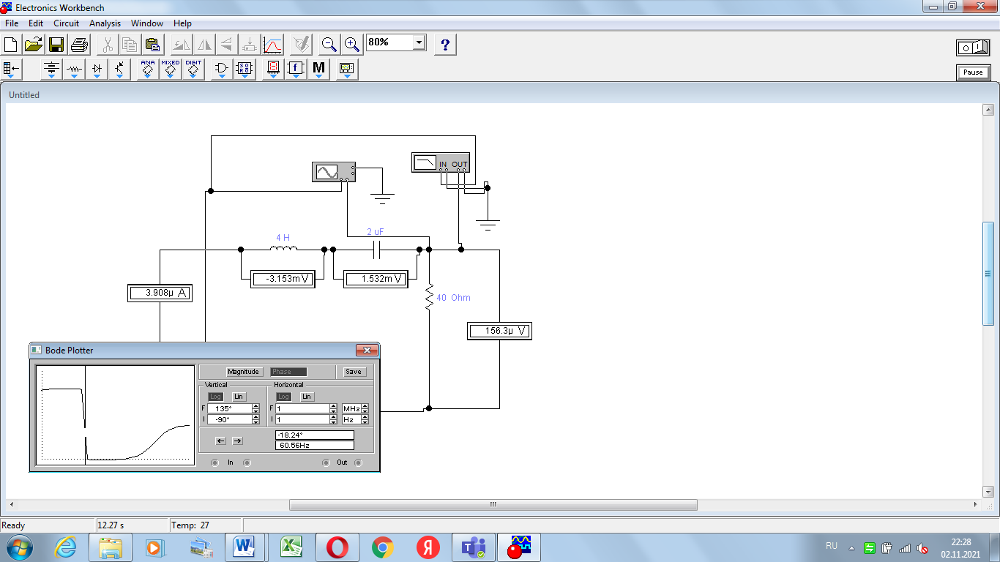 Electronics Workbench
File Edit Circuit Analysis Window Help
80% ?
ANA MIXED DIGIT f M
Pause
Untitled
IN OUT
4 H 2 uF
-3.153m V 1.532m V
3.908µ A
40 Ohm
156.3µ V
Bode Plotter
Magnitude Phase Save
Vertical Horizontal
Log Lin Log Lin
F 135° F 1 MHz
I -90° I 1 Hz
-18.24°
60.56Hz
In Out
Ready 12.27 s Temp: 27
RU 22:28
02.11.2021